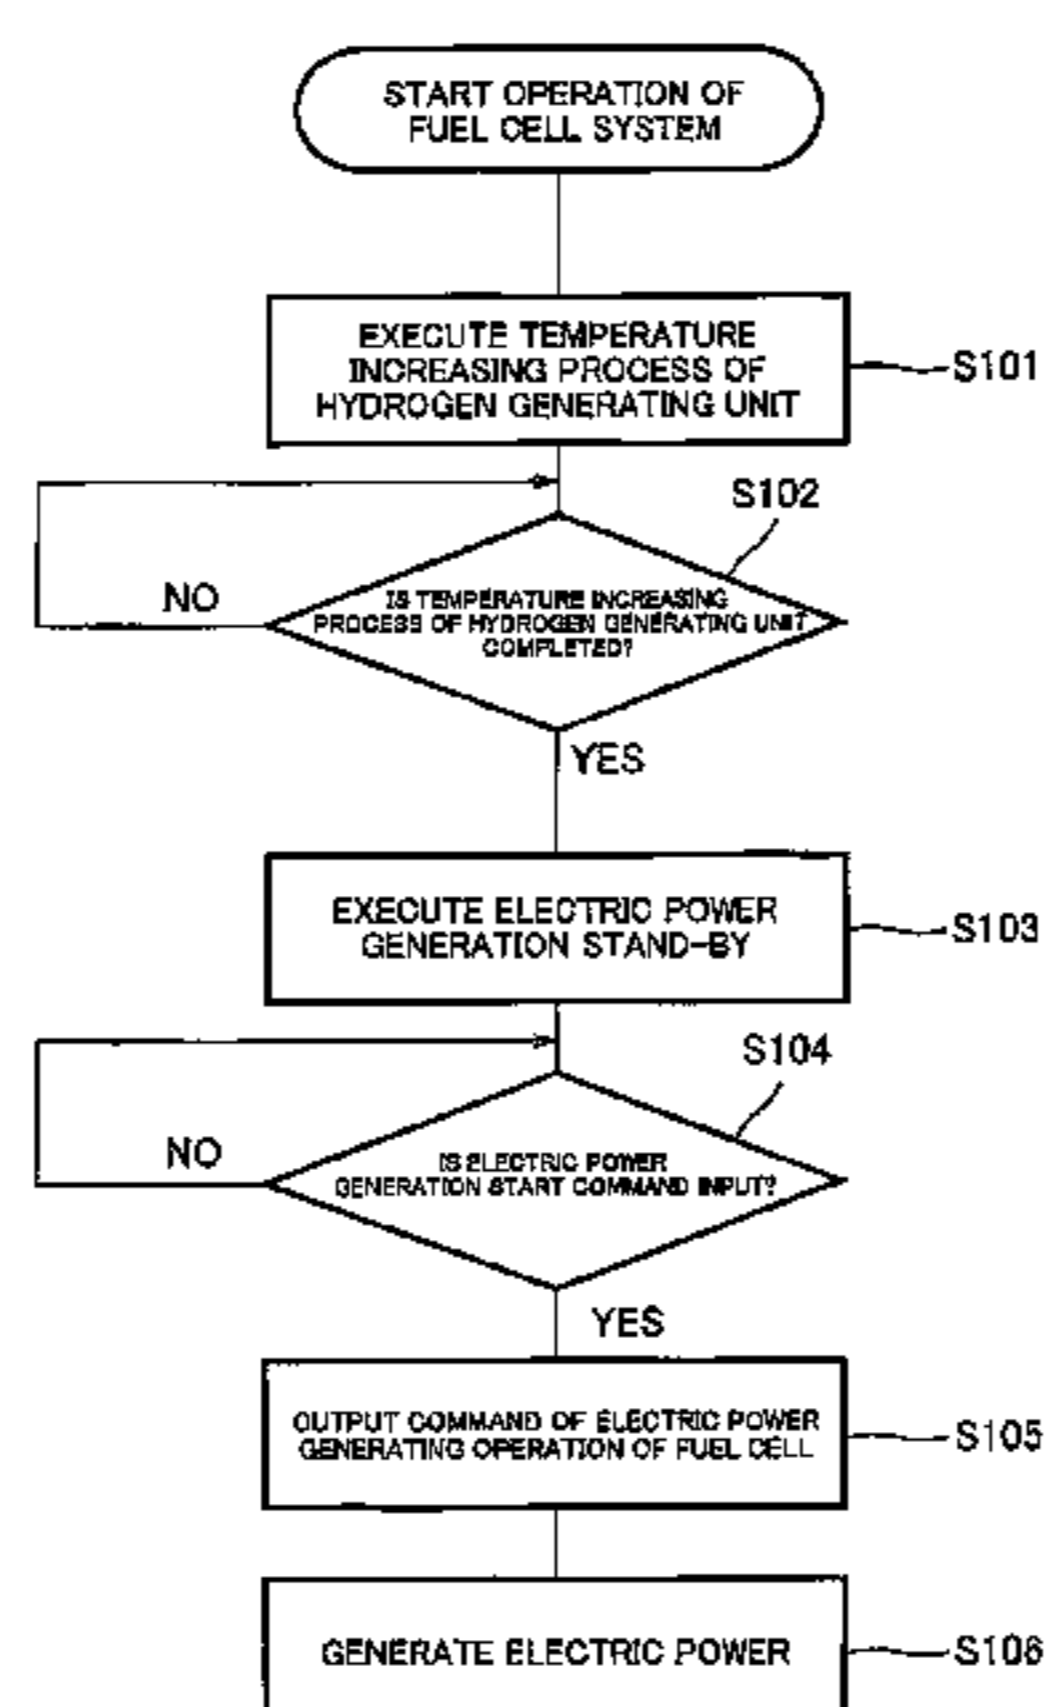 START OPERATION OF
FUEL CELL SYSTEM
EXECUTE TEMPERATURE
INCREASING PROCESS OF
HYDROGEN GENERATING UNIT
S101
S102
NO
IS TEMPERATURE INCREASING
PROCESS OF HYDROGEN GENERATING UNIT
COMPLETED?
YES
EXECUTE ELECTRIC POWER
GENERATION STAND-BY
S103
S104
NO
IS ELECTRIC POWER
GENERATION START COMMAND INPUT?
YES
OUTPUT COMMAND OF ELECTRIC POWER
GENERATING OPERATION OF FUEL CELL
S105
GENERATE ELECTRIC POWER
S106